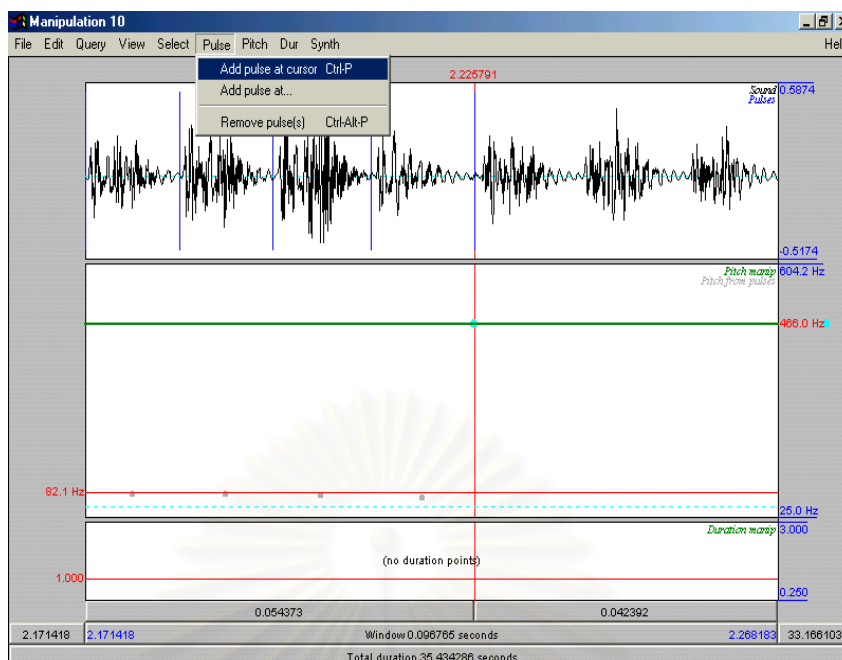 Manipulation 10
File Edit Query View Select Pulse Pitch Dur Synth Hel
Add pulse at cursor Ctrl-P
Add pulse at...
Remove pulse(s) Ctrl-Alt-P
2.225791
Sound 0.5874
Pulses
-0.5174
Pitch manip 604.2 Hz
Pitch from pulses
466.0 Hz
82.1 Hz
25.0 Hz
Duration manip 3.000
(no duration points)
1.000
0.250
0.054373 0.042392
2.171418 2.171418 Window 0.096765 seconds 2.268183 33.166103
Total duration 35.434286 seconds